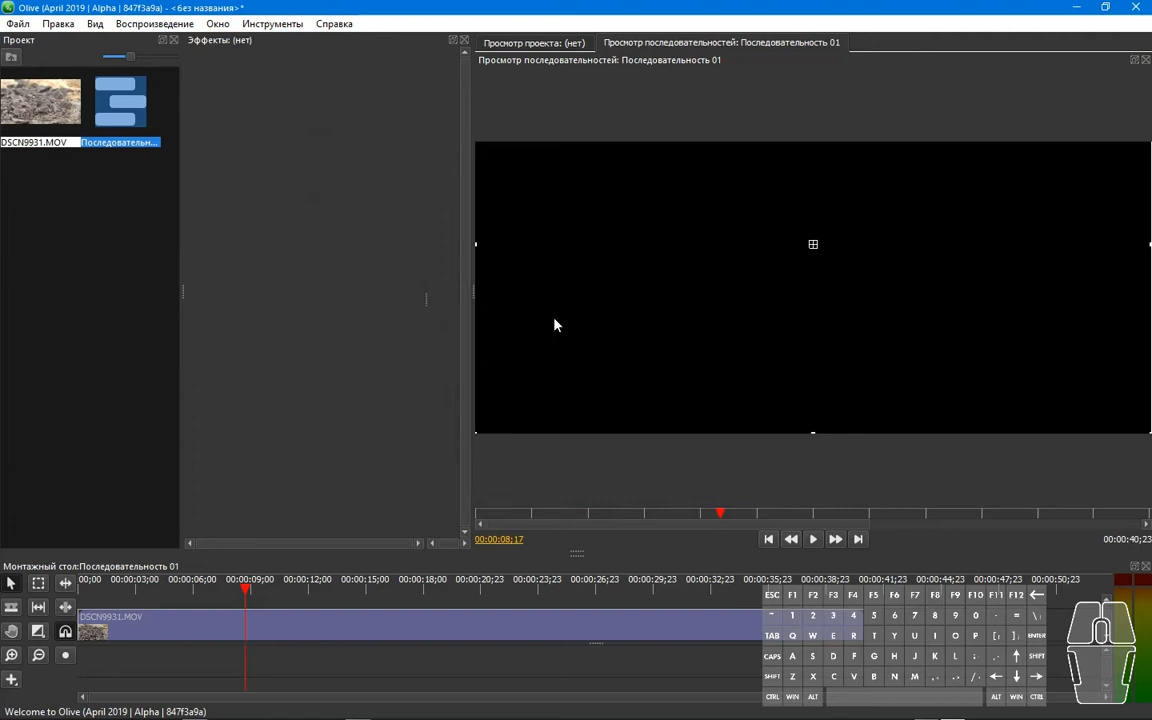 Olive (April 2019 | Alpha | 847f3a9a) - <без названия>*
Файл Правка Вид Воспроизведение Окно Инструменты Справка
Проект
Эффекты: (нет)
Просмотр проекта: (нет) Просмотр последовательностей: Последовательность 01
Просмотр последовательностей: Последовательность 01
DSCN9931.MOV Последовательн...
00:00:08;17 00:00:40;23
Монтажный стол:Последовательность 01
00;00 00:00:03;00 00:00:06;00 00:00:09;00 00:00:12;00 00:00:15;00 00:00:18;00 00:00:20;23 00:00:23;23 00:00:26;23 00:00:29;23 00:00:32;23 00:00:35;23 00:00:38;23 00:00:41;23 00:00:44;23 00:00:47;23 00:00:50;23
ESC F1 F2 F3 F4 F5 F6 F7 F8 F9 F10 F11 F12 ←
DSCN9931.MOV
~ 1 2 3 4 5 6 7 8 9 0 - = \
TAB Q W E R T Y U I O P [ ] ENTER
CAPS A S D F G H J K L ; ↑ SHIFT
SHIFT Z X C V B N M , . / ← ↓ →
CTRL WIN ALT ALT WIN CTRL
Welcome to Olive (April 2019 | Alpha | 847f3a9a)